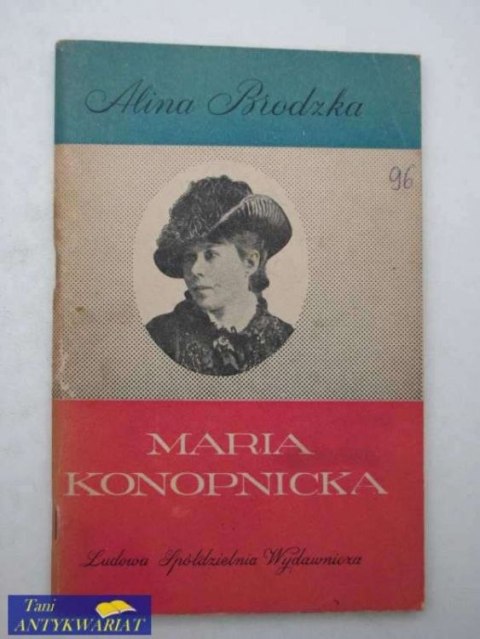 Alina Brodzka
96
MARIA
KONOPNICKA
Ludowa Spółdzielnia Wydawnicza
Tani
ANTYKWARIAT